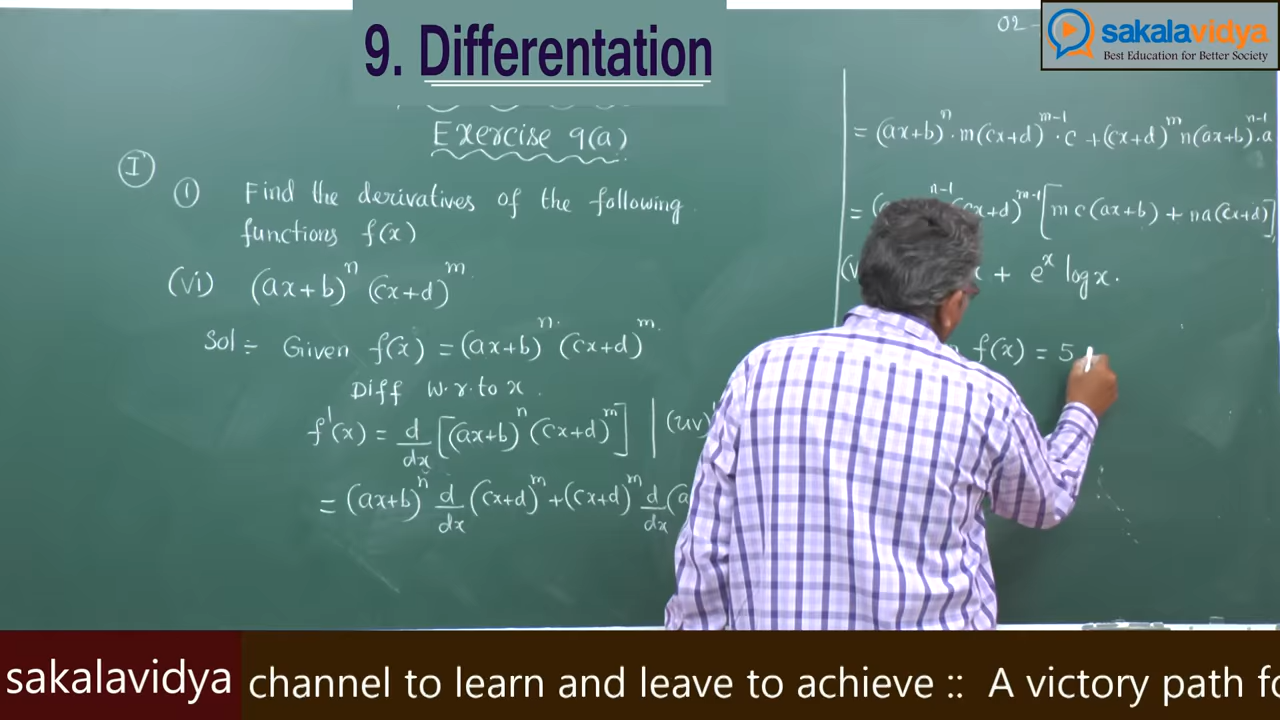 9. Differentation
sakalavidya
Best Education for Better Society
02 -
Exercise 9(a)
I
(1) Find the derivatives of the following
functions f(x)
(vi) (ax+b)^n (cx+d)^m
Sol :- Given f(x) = (ax+b)^n. (cx+d)^m.
Diff w.r.to x.
f'(x) = d/dx [(ax+b)^n (cx+d)^m] | (uv)
= (ax+b)^n d/dx (cx+d)^m + (cx+d)^m d/dx (a
= (ax+b)^n . m(cx+d)^{m-1} . c + (cx+d)^m n(ax+b)^{n-1} . a
= ( ^{n-1} (cx+d)^{m-1} [mc(ax+b) + na(cx+d)]
(v x + e^x log x.
f(x) = 5
sakalavidya channel to learn and leave to achieve :: A victory path fo